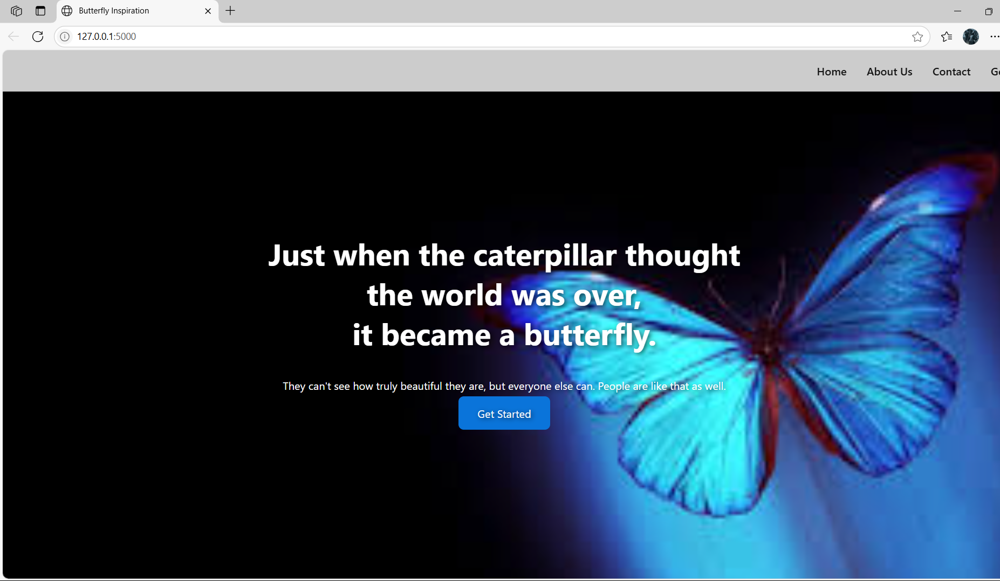 Butterfly Inspiration
127.0.0.1:5000
Home About Us Contact
Just when the caterpillar thought
the world was over,
it became a butterfly.
They can't see how truly beautiful they are, but everyone else can. People are like that as well.
Get Started